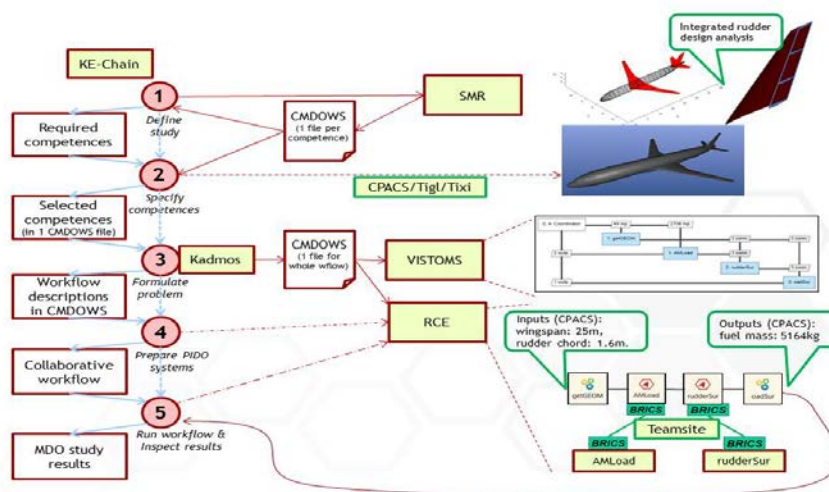 KE-Chain
1
Define
study
Required
competences
2
Specify
competences
Selected
competences
(in 1 CMDOWS file)
3
Formulate
problem
Workflow
descriptions
in CMDOWS
4
Prepare PIDO
systems
Collaborative
workflow
5
Run workflow &
Inspect results
MDO study
results
CMDOWS
(1 file per
competence)
SMR
CPACS/Tigl/Tixi
Kadmos
CMDOWS
(1 file for
whole wflow)
VISTOMS
RCE
Integrated rudder
design analysis
Coordinator
1. getGEOM
AMLoad
rudderSur
Inputs (CPACS):
wingspan: 25m,
rudder chord: 1.6m.
Outputs (CPACS):
fuel mass: 5164kg
getGEOM
AMLoad
rudderSur
loadSur
BRICS
BRICS
Teamsite
BRICS
BRICS
AMLoad
rudderSur